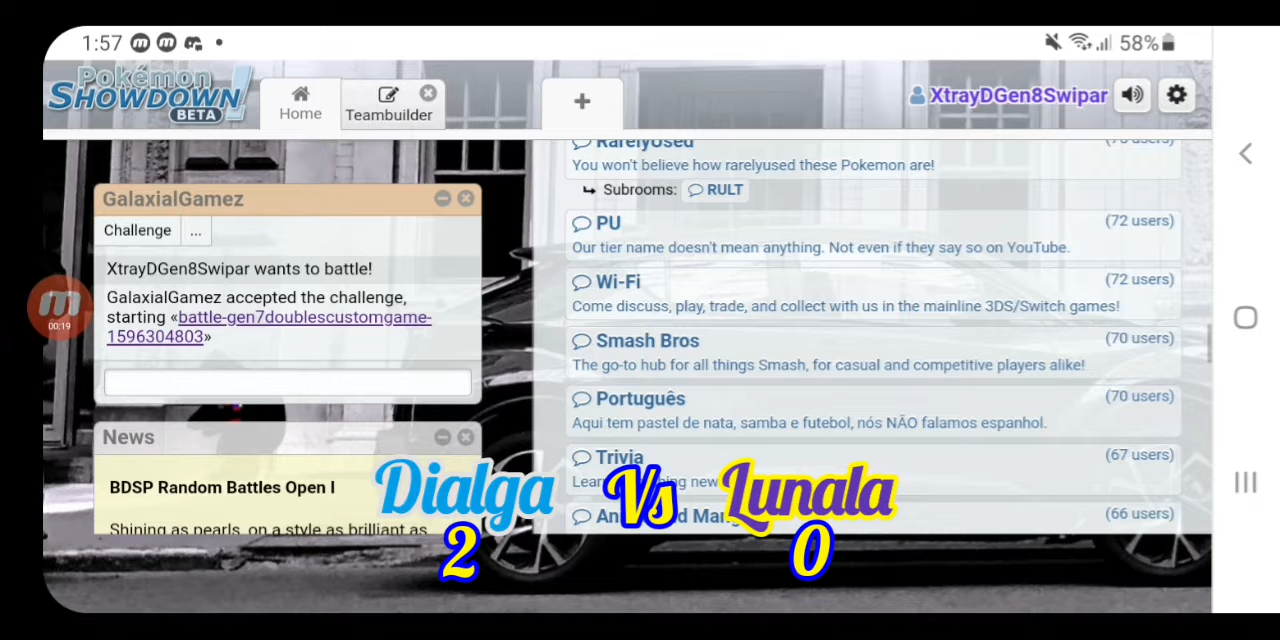 1:57
58%
Pokémon
SHOWDOWN!
BETA
Home
Teambuilder
+
XtrayDGen8Swipar
GalaxialGamez
Challenge
...
XtrayDGen8Swipar wants to battle!
GalaxialGamez accepted the challenge,
starting «battle-gen7doublescustomgame-
1596304803»
00:19
News
BDSP Random Battles Open I
Shining as pearls, on a style as brilliant as
RarelyUsed
You won't believe how rarelyused these Pokemon are!
Subrooms: RULT
PU (72 users)
Our tier name doesn't mean anything. Not even if they say so on YouTube.
Wi-Fi (72 users)
Come discuss, play, trade, and collect with us in the mainline 3DS/Switch games!
Smash Bros (70 users)
The go-to hub for all things Smash, for casual and competitive players alike!
Português (70 users)
Aqui tem pastel de nata, samba e futebol, nós NÃO falamos espanhol.
Trivia (67 users)
(66 users)
Dialga Vs Lunala
2 0